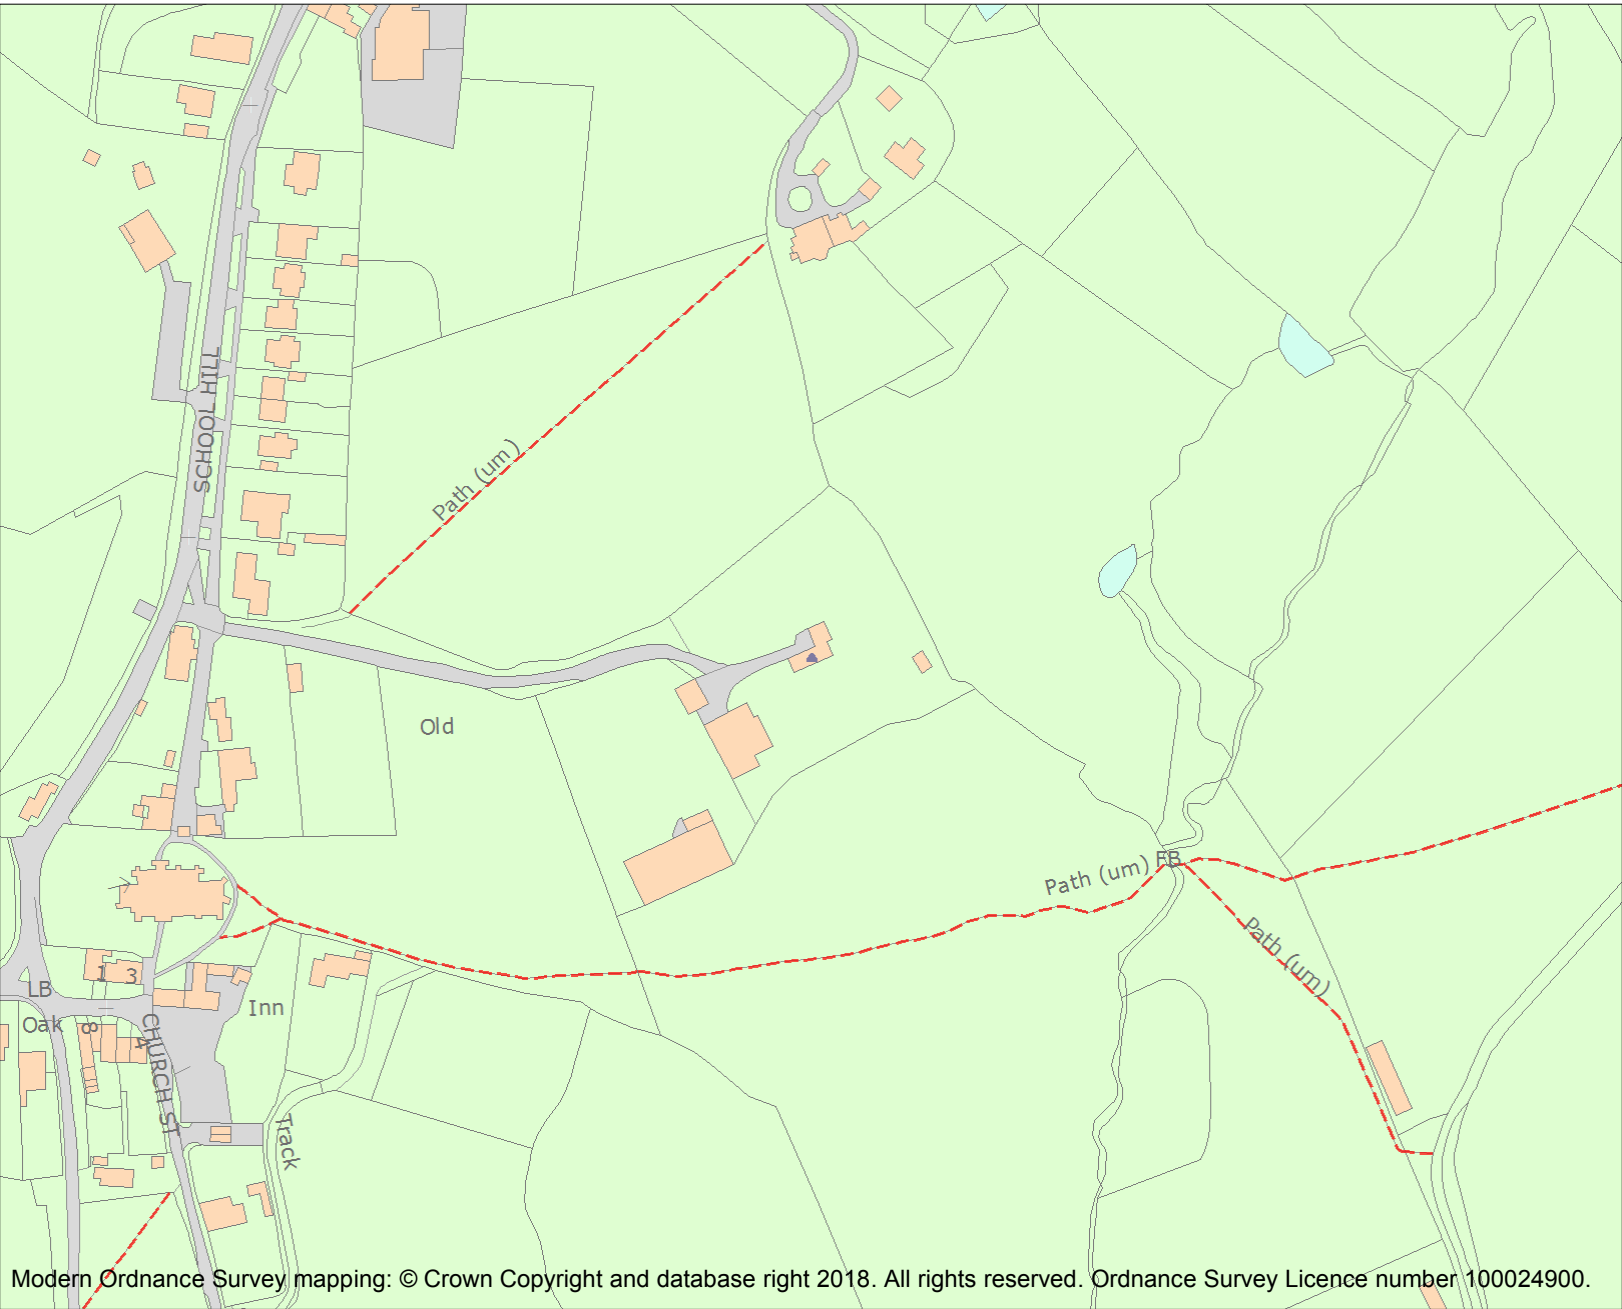 SCHOOL HILL
Path (um)
Old
Path (um)
FB
Path (um)
1
3
LB
Inn
Oak
8
4
CHURCH ST
Track
Modern Ordnance Survey mapping: © Crown Copyright and database right 2018. All rights reserved. Ordnance Survey Licence number 100024900.